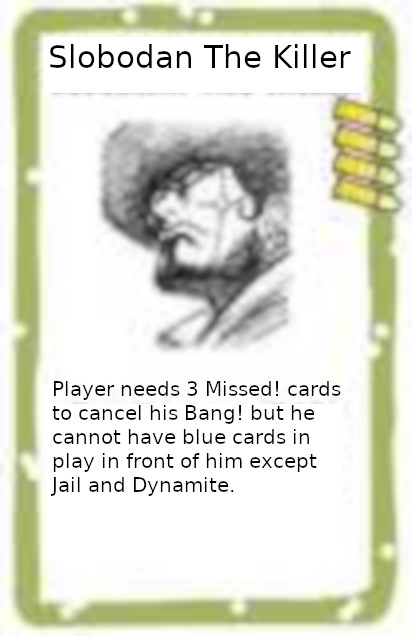 Slobodan The Killer
Player needs 3 Missed! cards
to cancel his Bang! but he
cannot have blue cards in
play in front of him except
Jail and Dynamite.